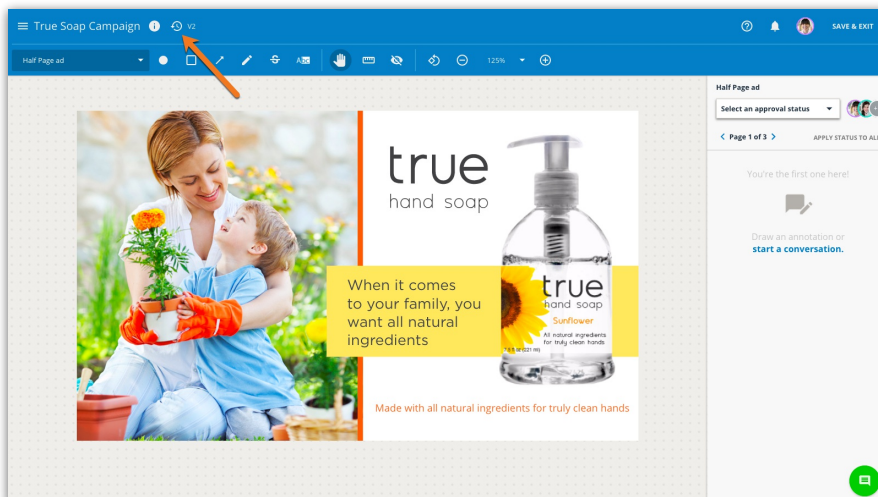 True Soap Campaign
V2
SAVE & EXIT
Half Page ad
125%
Half Page ad
Select an approval status
Page 1 of 3
APPLY STATUS TO ALL
You're the first one here!
Draw an annotation or
start a conversation.
true
hand soap
When it comes
to your family, you
want all natural
ingredients
true
hand soap
Sunflower
All natural ingredients
for truly clean hands
Made with all natural ingredients for truly clean hands